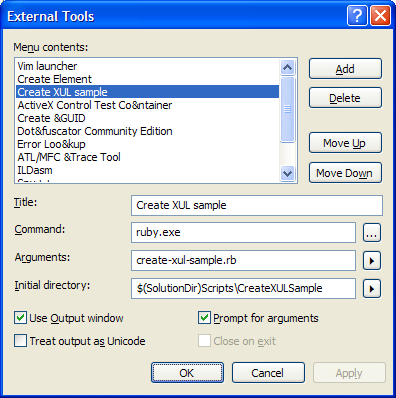 External Tools
Menu contents:
Vim launcher
Create Element
Create XUL sample
ActiveX Control Test Co&ntainer
Create &GUID
Dot&fuscator Community Edition
Error Loo&kup
ATL/MFC &Trace Tool
ILDasm
Add
Delete
Move Up
Move Down
Title:
Create XUL sample
Command:
ruby.exe
...
Arguments:
create-xul-sample.rb
Initial directory:
$(SolutionDir)Scripts\CreateXULSample
Use Output window
Prompt for arguments
Treat output as Unicode
Close on exit
OK
Cancel
Apply